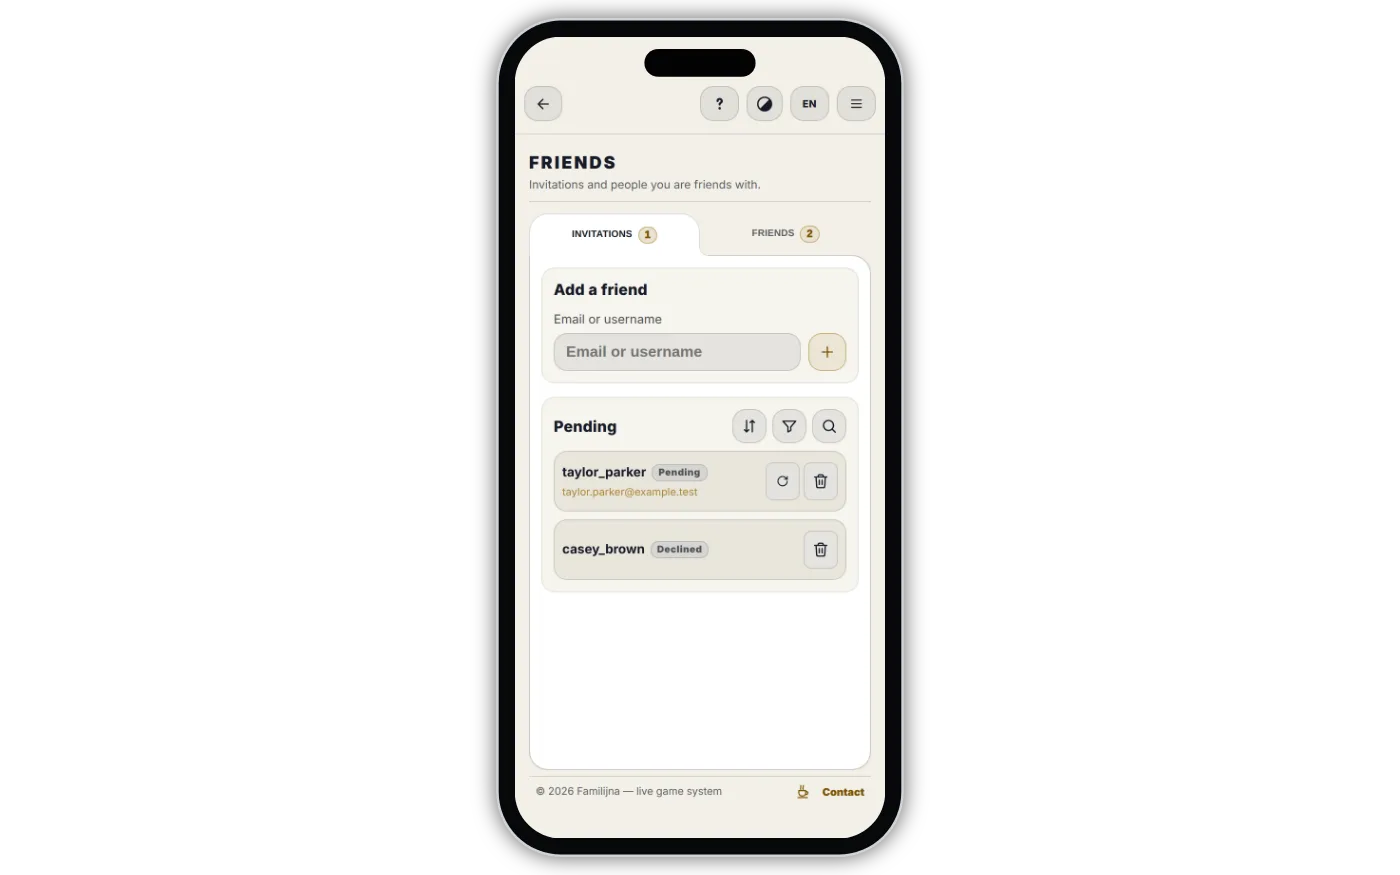 ?
EN
FRIENDS
Invitations and people you are friends with.
INVITATIONS 1
FRIENDS 2
Add a friend
Email or username
Email or username
+
Pending
taylor_parker Pending
taylor.parker@example.test
casey_brown Declined
© 2026 Familijna — live game system
Contact